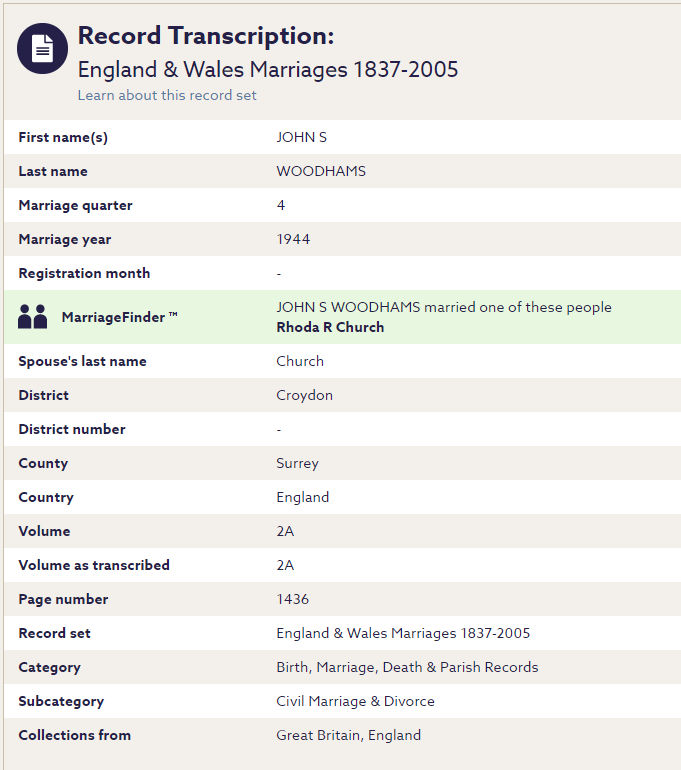 Record Transcription:
England & Wales Marriages 1837-2005
Learn about this record set
First name(s) JOHN S
Last name WOODHAMS
Marriage quarter 4
Marriage year 1944
Registration month -
MarriageFinder ™ JOHN S WOODHAMS married one of these people
Rhoda R Church
Spouse's last name Church
District Croydon
District number -
County Surrey
Country England
Volume 2A
Volume as transcribed 2A
Page number 1436
Record set England & Wales Marriages 1837-2005
Category Birth, Marriage, Death & Parish Records
Subcategory Civil Marriage & Divorce
Collections from Great Britain, England